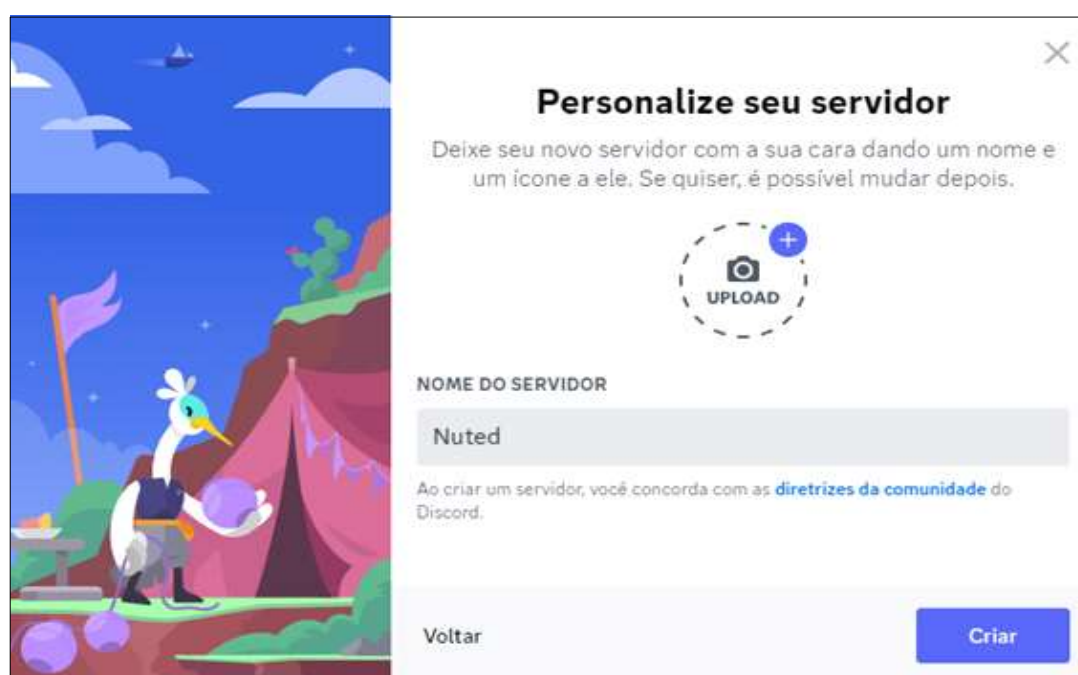 Personalize seu servidor
Deixe seu novo servidor com a sua cara dando um nome e
um ícone a ele. Se quiser, é possível mudar depois.
UPLOAD
NOME DO SERVIDOR
Nuted
Ao criar um servidor, você concorda com as diretrizes da comunidade do
Discord.
Voltar
Criar